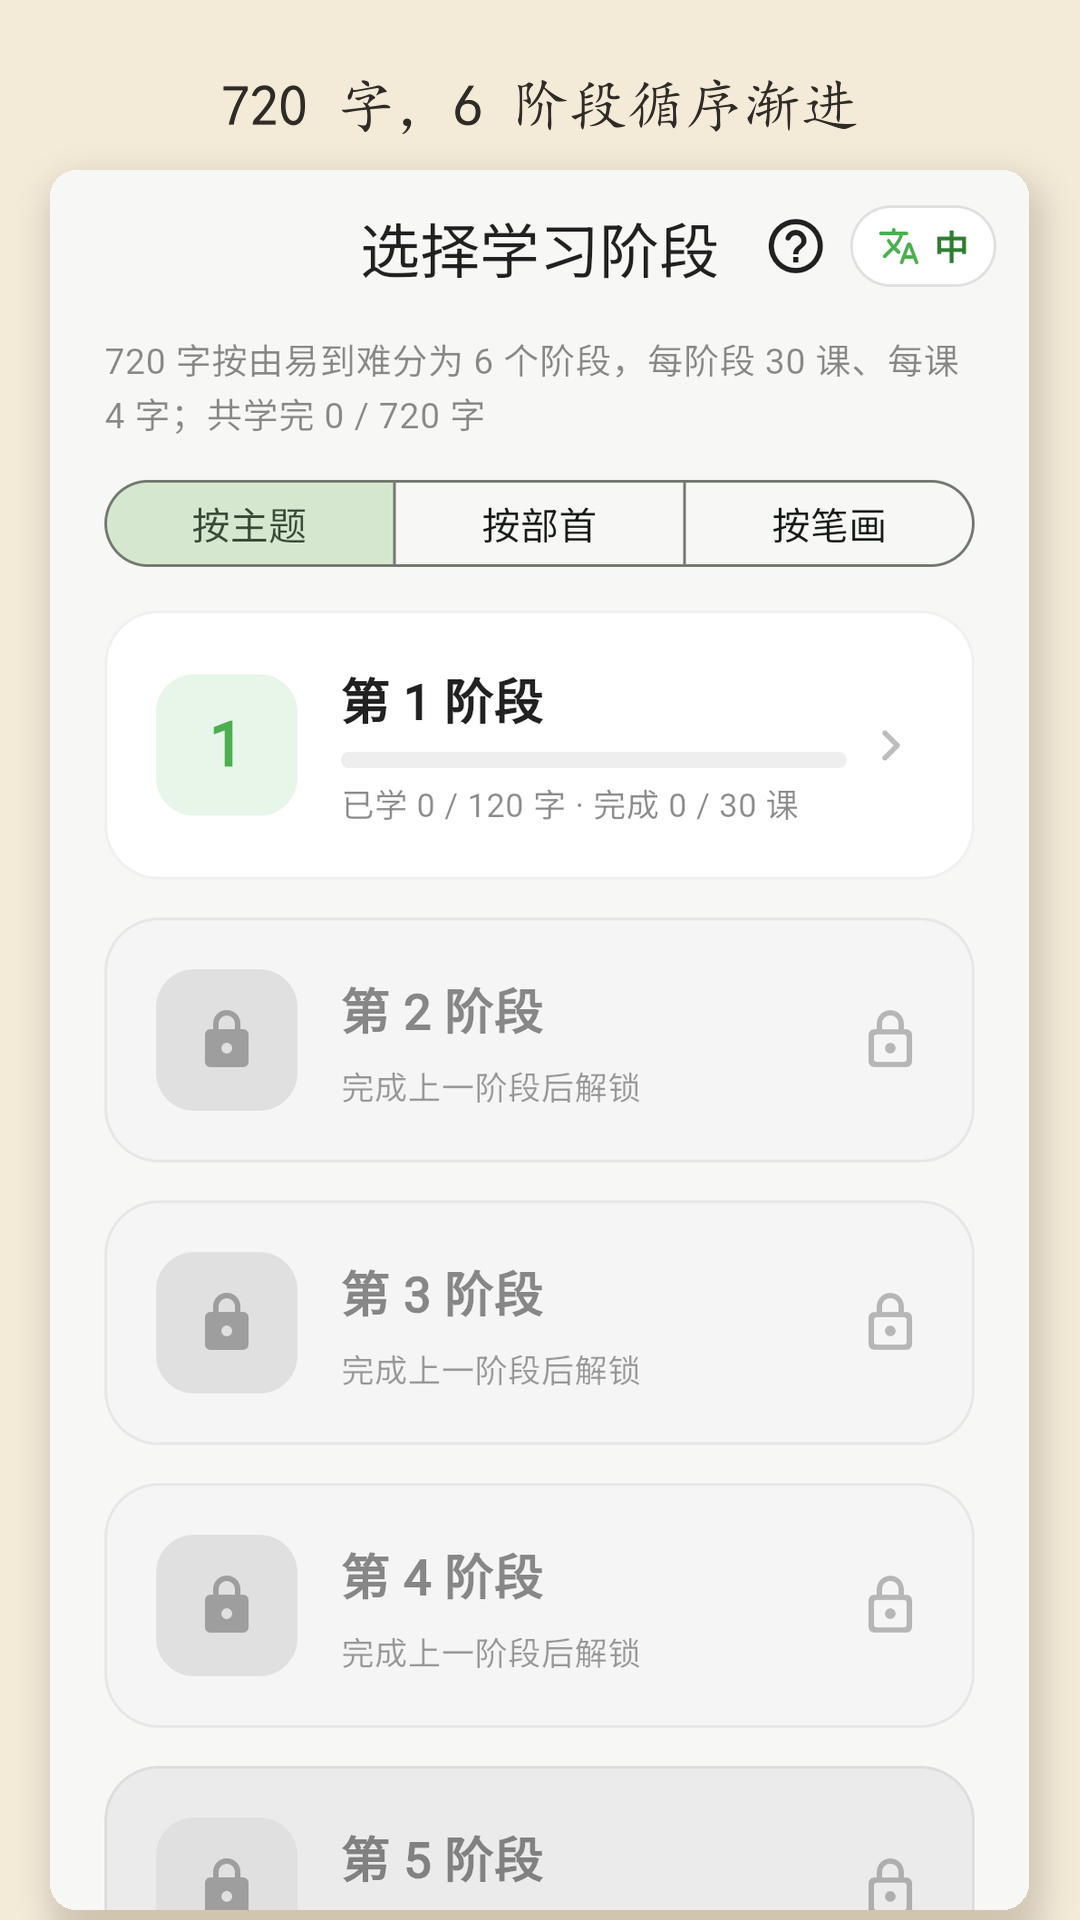 720 字，6 阶段循序渐进
选择学习阶段
中
720 字按由易到难分为 6 个阶段，每阶段 30 课、每课
4 字；共学完 0 / 720 字
按主题
按部首
按笔画
1
第 1 阶段
已学 0 / 120 字 · 完成 0 / 30 课
第 2 阶段
完成上一阶段后解锁
第 3 阶段
完成上一阶段后解锁
第 4 阶段
完成上一阶段后解锁
第 5 阶段